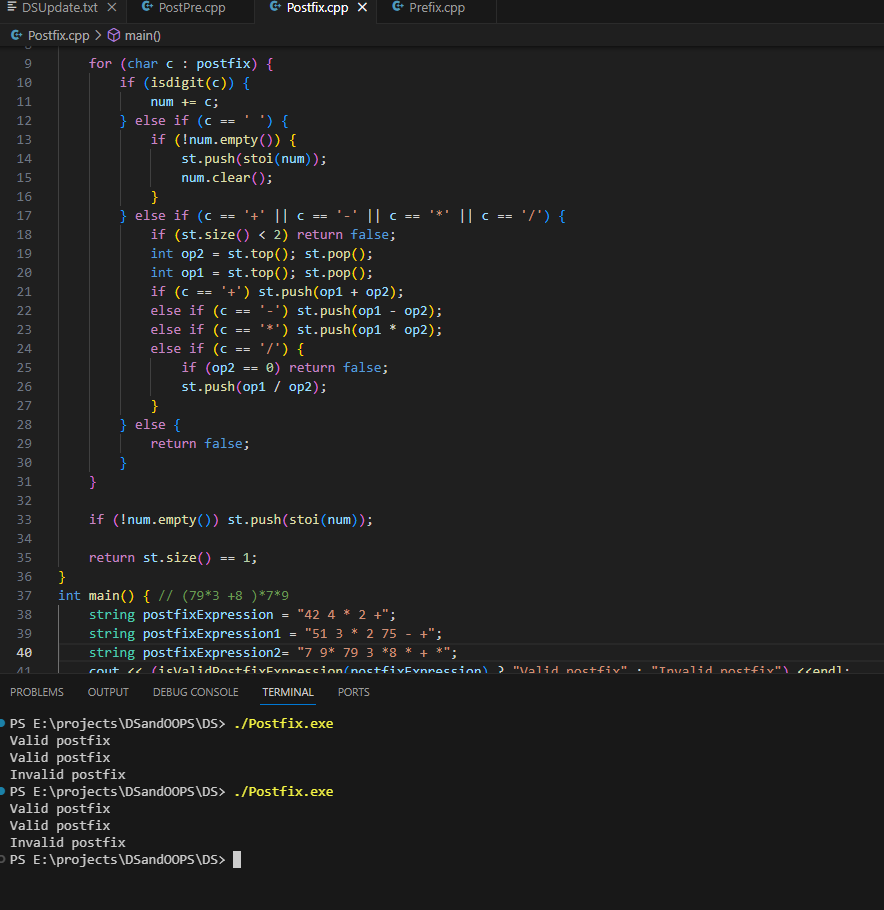 DSUpdate.txt PostPre.cpp Postfix.cpp Prefix.cpp
Postfix.cpp > main()
9 for (char c : postfix) {
10 if (isdigit(c)) {
11 num += c;
12 } else if (c == ' ') {
13 if (!num.empty()) {
14 st.push(stoi(num));
15 num.clear();
16 }
17 } else if (c == '+' || c == '-' || c == '*' || c == '/') {
18 if (st.size() < 2) return false;
19 int op2 = st.top(); st.pop();
20 int op1 = st.top(); st.pop();
21 if (c == '+') st.push(op1 + op2);
22 else if (c == '-') st.push(op1 - op2);
23 else if (c == '*') st.push(op1 * op2);
24 else if (c == '/') {
25 if (op2 == 0) return false;
26 st.push(op1 / op2);
27 }
28 } else {
29 return false;
30 }
31 }
32
33 if (!num.empty()) st.push(stoi(num));
34
35 return st.size() == 1;
36 }
37 int main() { // (79*3 +8 )*7*9
38 string postfixExpression = "42 4 * 2 +";
39 string postfixExpression1 = "51 3 * 2 75 - +";
40 string postfixExpression2= "7 9* 79 3 *8 * + *";
41 cout << (isValidPostfixExpression(postfixExpression) ? "Valid postfix" : "Invalid postfix") <<endl;
PROBLEMS OUTPUT DEBUG CONSOLE TERMINAL PORTS
PS E:\projects\DSandOOPS\DS> ./Postfix.exe
Valid postfix
Valid postfix
Invalid postfix
PS E:\projects\DSandOOPS\DS> ./Postfix.exe
Valid postfix
Valid postfix
Invalid postfix
PS E:\projects\DSandOOPS\DS>